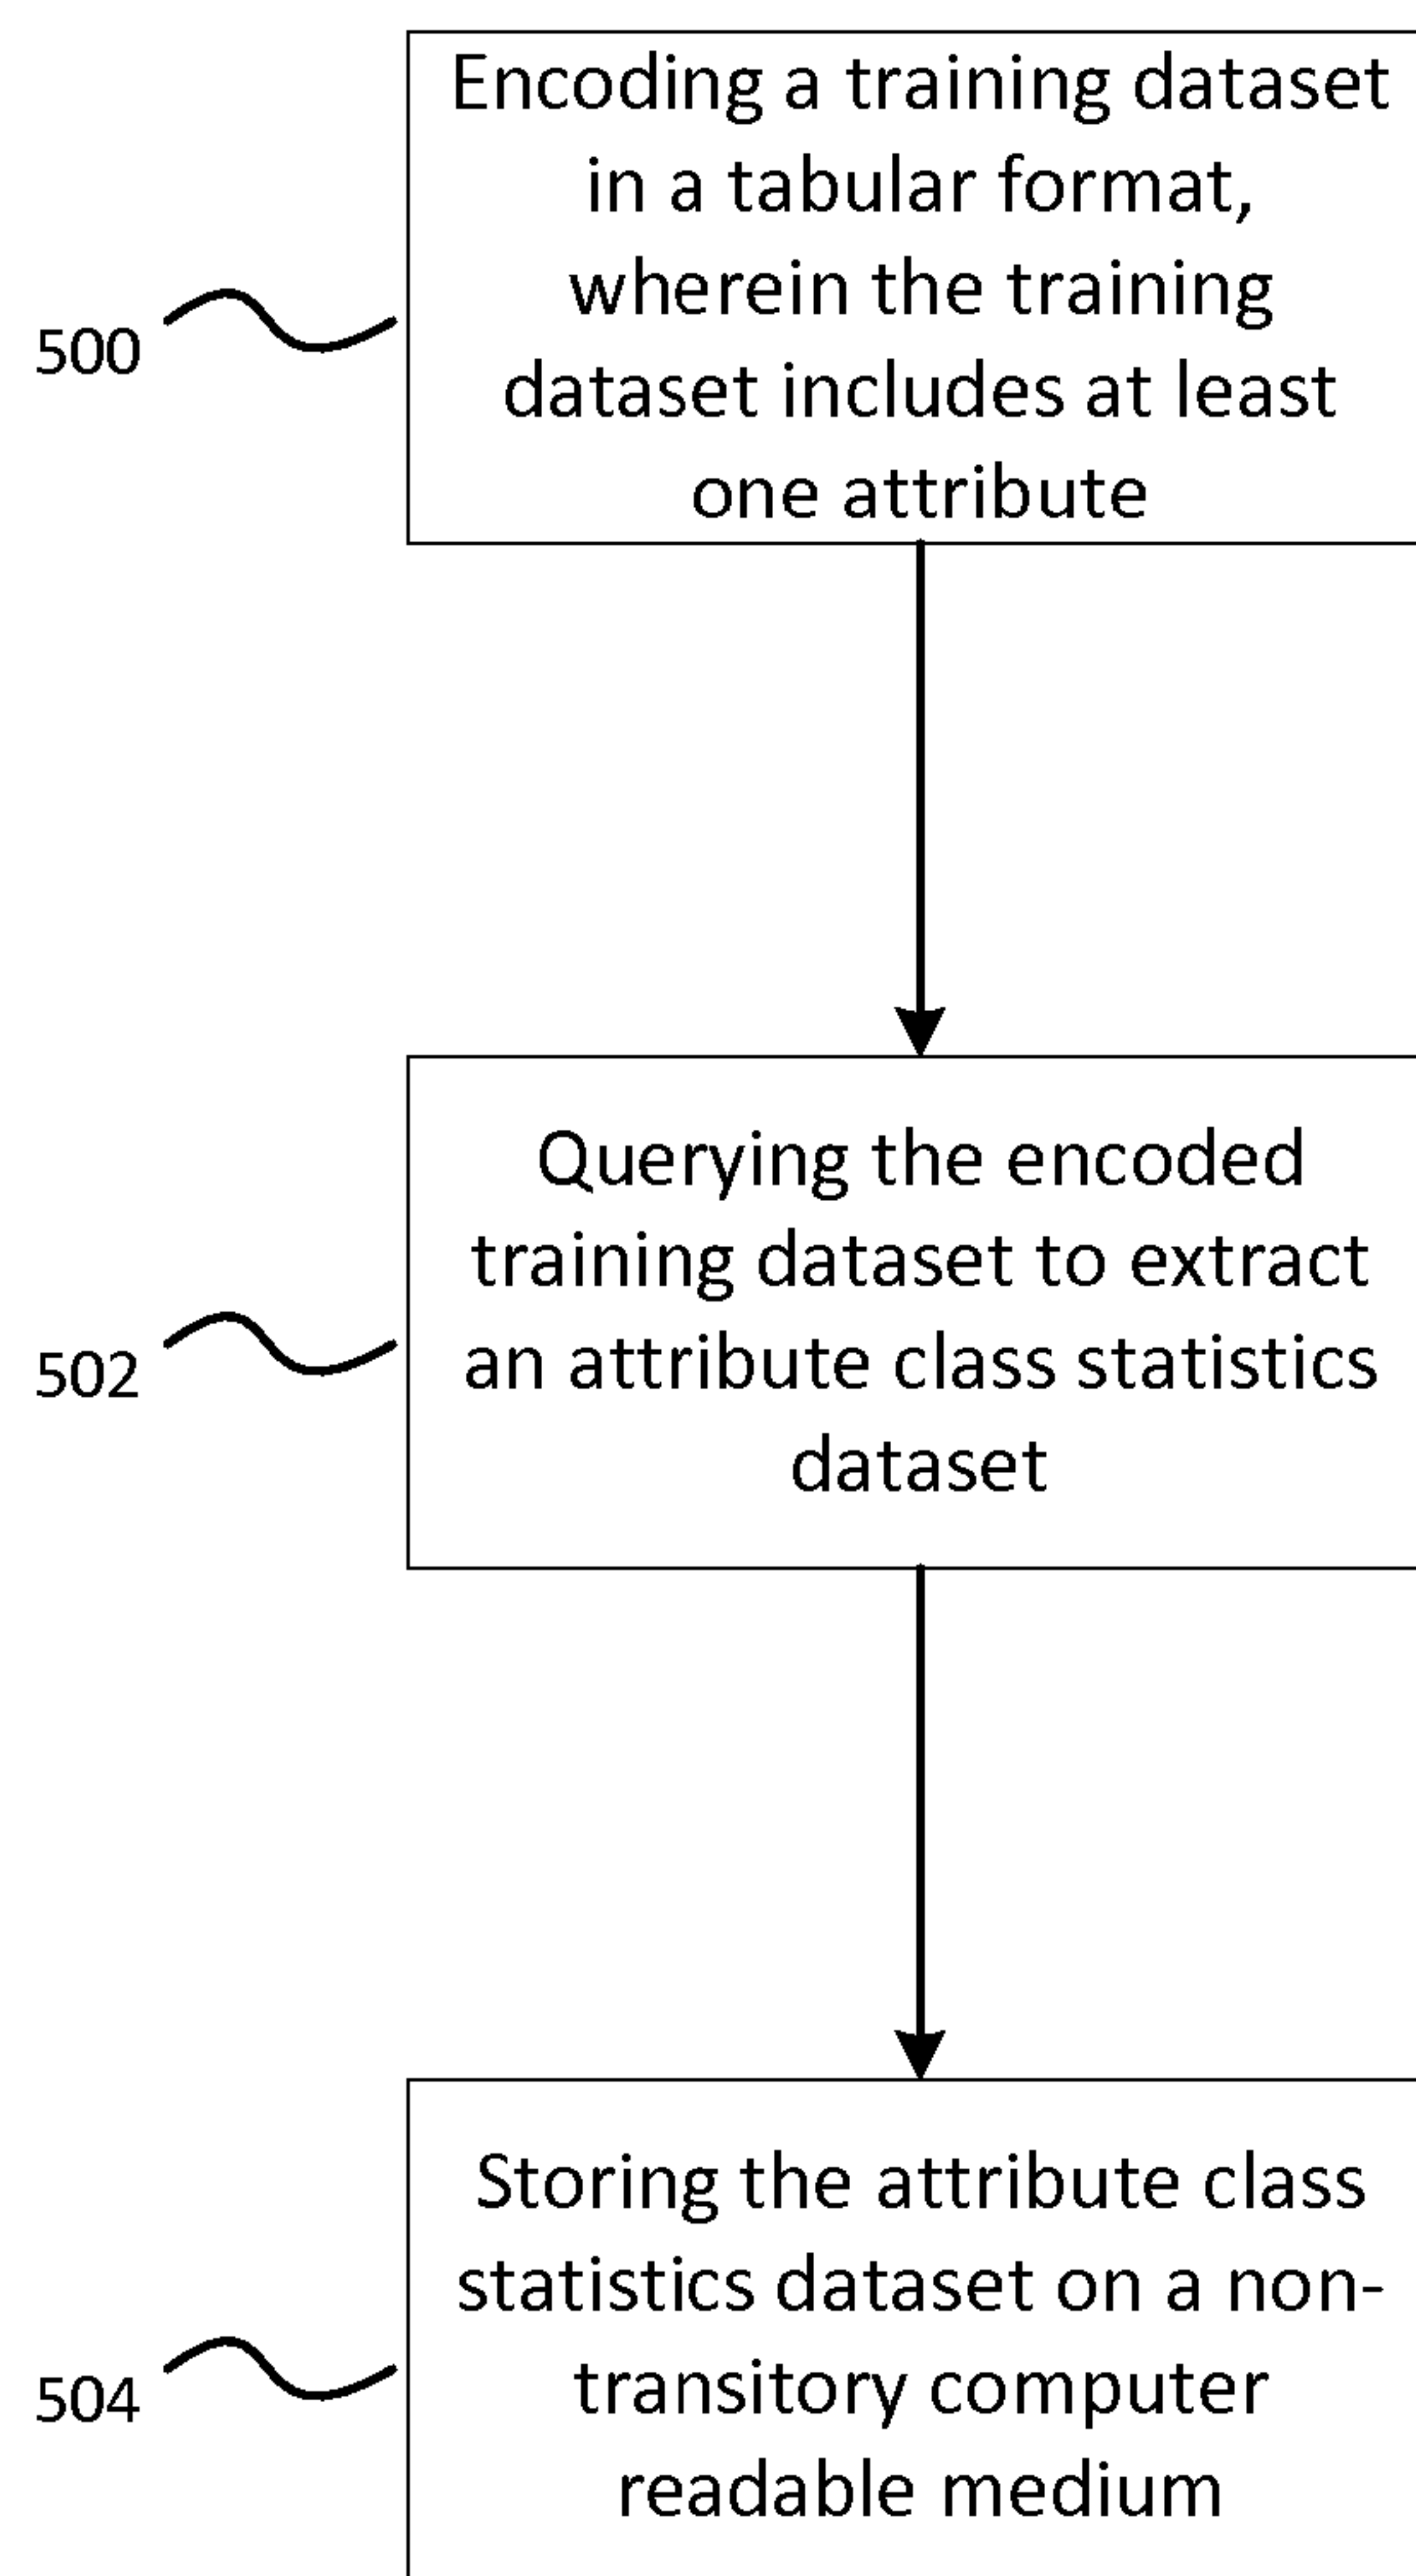 Encoding a training dataset
in a tabular format,
wherein the training
dataset includes at least
one attribute
500
Querying the encoded
training dataset to extract
an attribute class statistics
dataset
502
Storing the attribute class
statistics dataset on a non-
transitory computer
readable medium
504